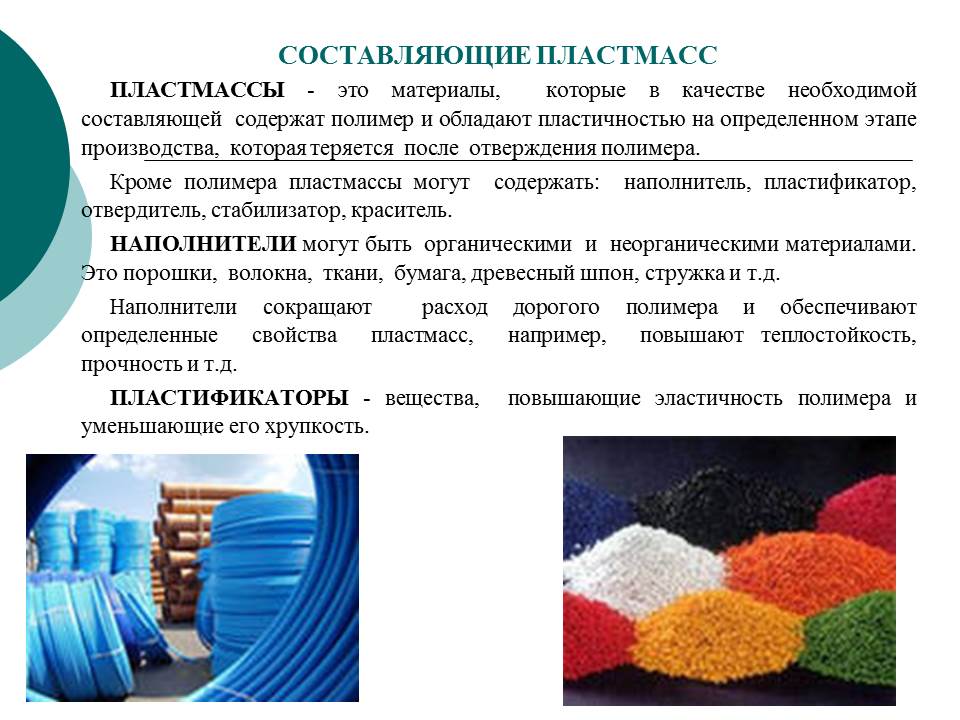 СОСТАВЛЯЮЩИЕ ПЛАСТМАСС
ПЛАСТМАССЫ - это материалы, которые в качестве необходимой
составляющей содержат полимер и обладают пластичностью на определенном этапе
производства, которая теряется после отверждения полимера.
Кроме полимера пластмассы могут содержать: наполнитель, пластификатор,
отвердитель, стабилизатор, краситель.
НАПОЛНИТЕЛИ могут быть органическими и неорганическими материалами.
Это порошки, волокна, ткани, бумага, древесный шпон, стружка и т.д.
Наполнители сокращают расход дорогого полимера и обеспечивают
определенные свойства пластмасс, например, повышают теплостойкость,
прочность и т.д.
ПЛАСТИФИКАТОРЫ - вещества, повышающие эластичность полимера и
уменьшающие его хрупкость.